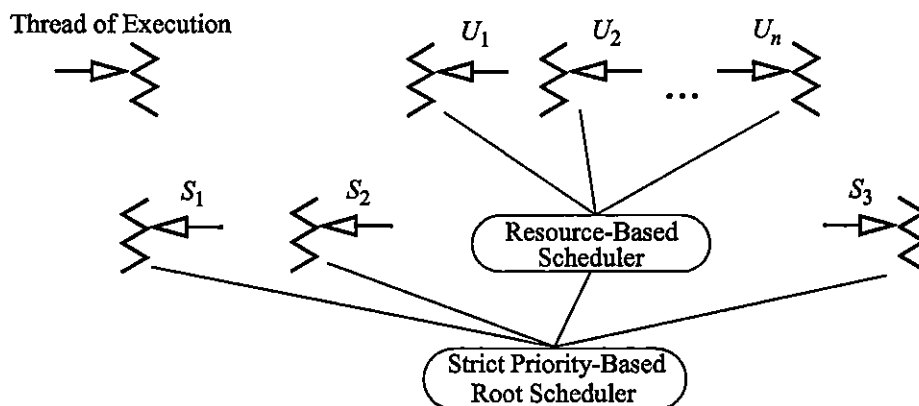 Thread of Execution
U1 U2 Un
...
S1 S2 S3
Resource-Based
Scheduler
Strict Priority-Based
Root Scheduler